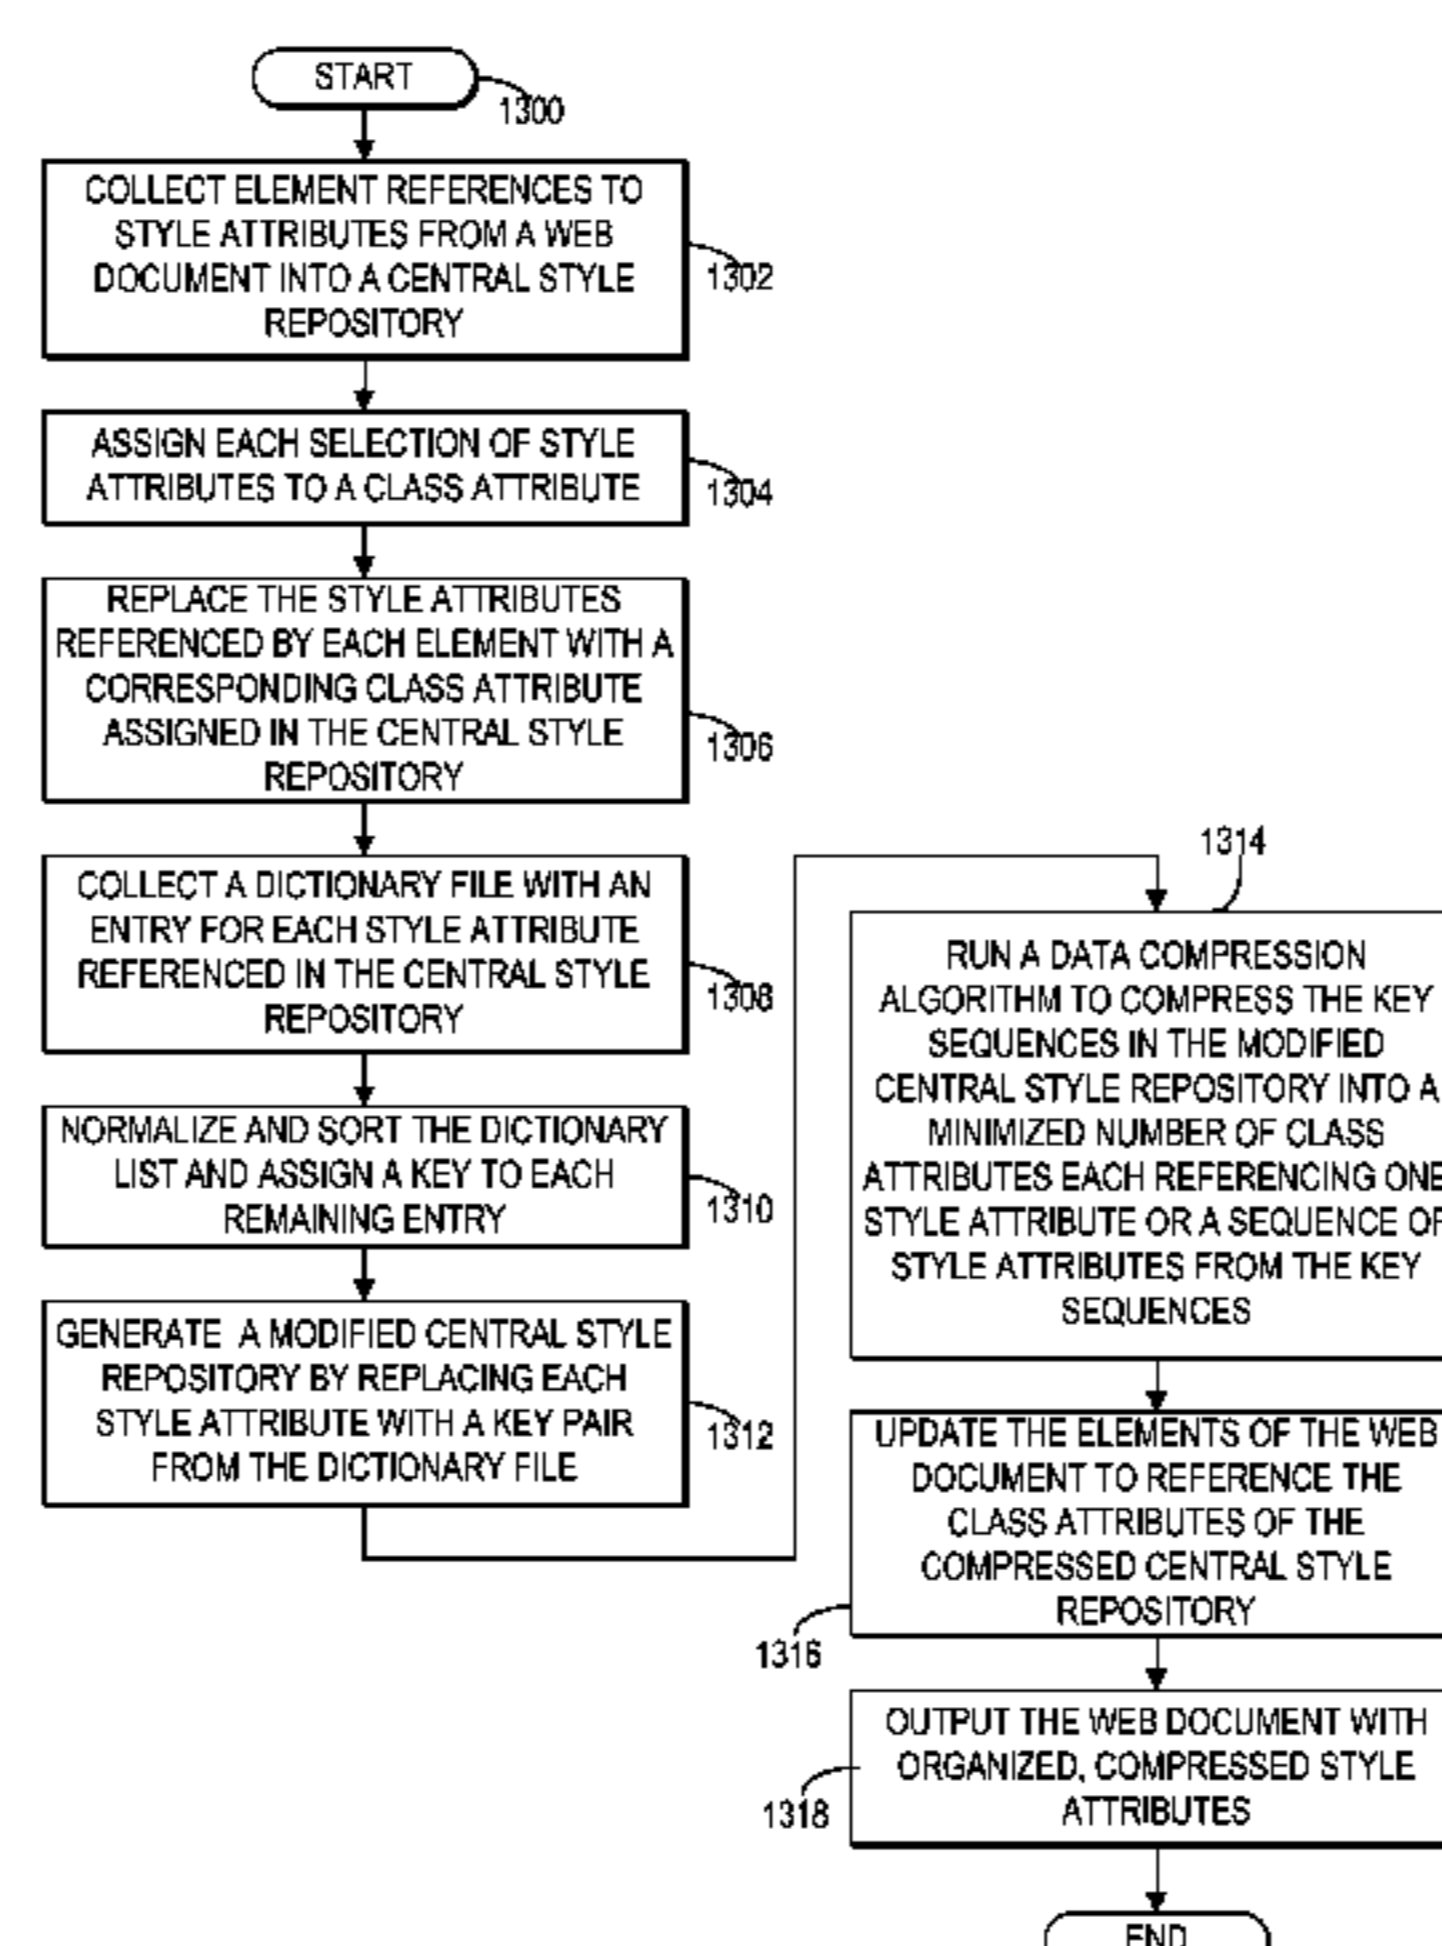 START
1300
COLLECT ELEMENT REFERENCES TO
STYLE ATTRIBUTES FROM A WEB
DOCUMENT INTO A CENTRAL STYLE
REPOSITORY
1302
ASSIGN EACH SELECTION OF STYLE
ATTRIBUTES TO A CLASS ATTRIBUTE
1304
REPLACE THE STYLE ATTRIBUTES
REFERENCED BY EACH ELEMENT WITH A
CORRESPONDING CLASS ATTRIBUTE
ASSIGNED IN THE CENTRAL STYLE
REPOSITORY
1306
COLLECT A DICTIONARY FILE WITH AN
ENTRY FOR EACH STYLE ATTRIBUTE
REFERENCED IN THE CENTRAL STYLE
REPOSITORY
1308
NORMALIZE AND SORT THE DICTIONARY
LIST AND ASSIGN A KEY TO EACH
REMAINING ENTRY
1310
GENERATE A MODIFIED CENTRAL STYLE
REPOSITORY BY REPLACING EACH
STYLE ATTRIBUTE WITH A KEY PAIR
FROM THE DICTIONARY FILE
1312
1314
RUN A DATA COMPRESSION
ALGORITHM TO COMPRESS THE KEY
SEQUENCES IN THE MODIFIED
CENTRAL STYLE REPOSITORY INTO A
MINIMIZED NUMBER OF CLASS
ATTRIBUTES EACH REFERENCING ONE
STYLE ATTRIBUTE OR A SEQUENCE OF
STYLE ATTRIBUTES FROM THE KEY
SEQUENCES
UPDATE THE ELEMENTS OF THE WEB
DOCUMENT TO REFERENCE THE
CLASS ATTRIBUTES OF THE
COMPRESSED CENTRAL STYLE
REPOSITORY
1316
OUTPUT THE WEB DOCUMENT WITH
ORGANIZED, COMPRESSED STYLE
ATTRIBUTES
1318
END